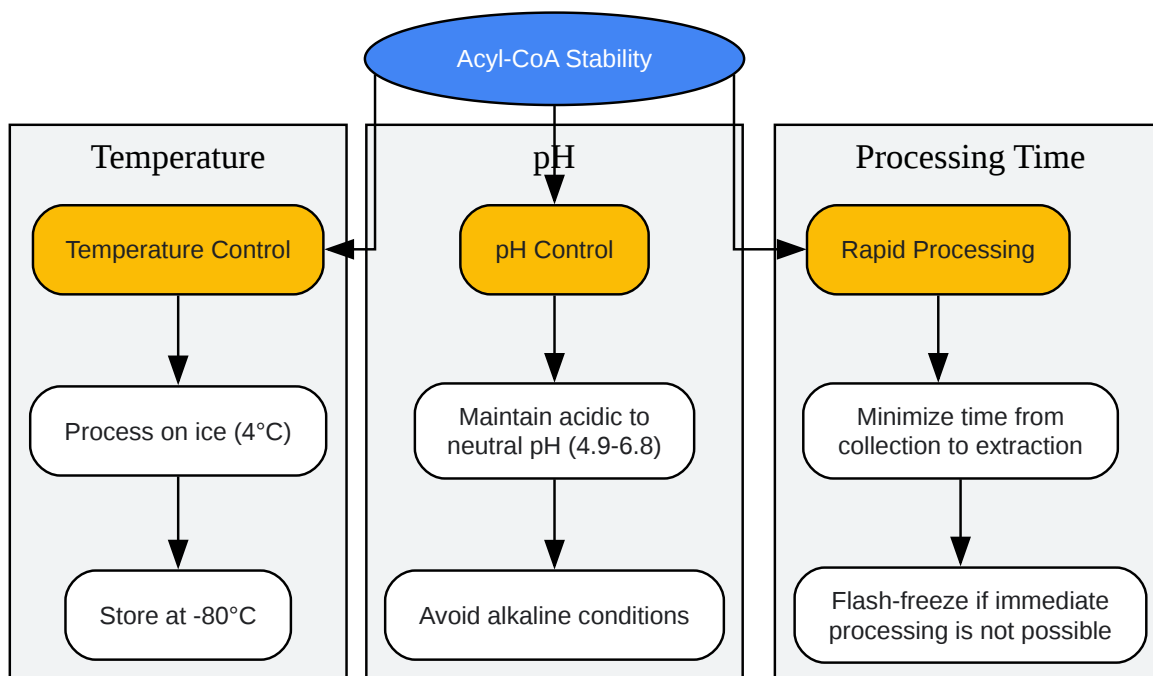 Acyl-CoA Stability
Temperature
Temperature Control
Process on ice (4°C)
Store at -80°C
pH
pH Control
Maintain acidic to
neutral pH (4.9-6.8)
Avoid alkaline conditions
Processing Time
Rapid Processing
Minimize time from
collection to extraction
Flash-freeze if immediate
processing is not possible